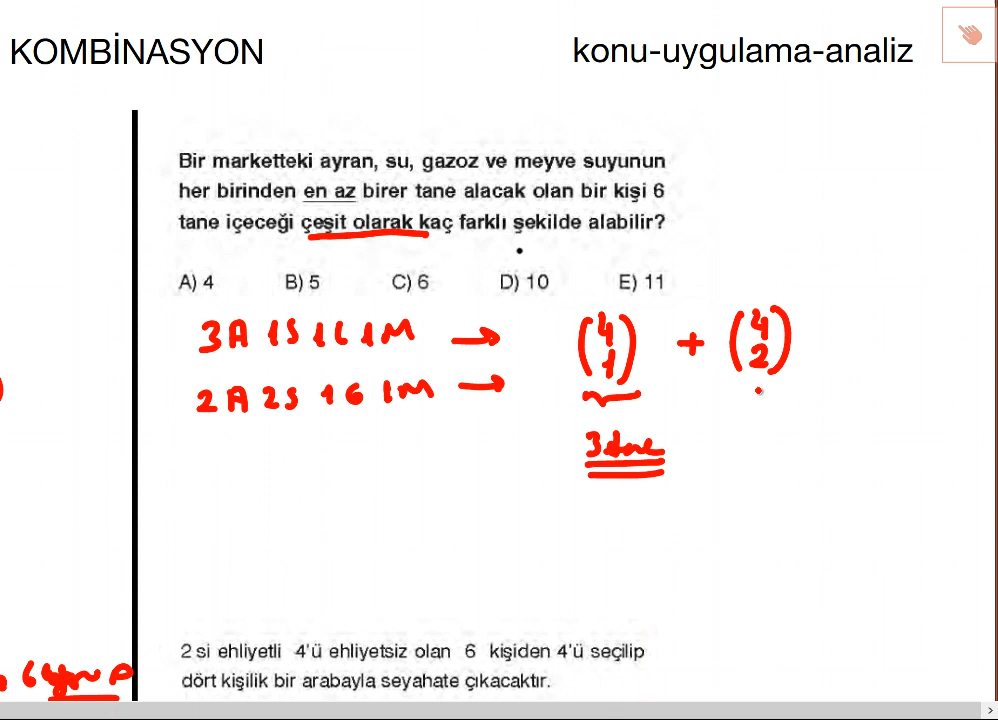 KOMBİNASYON
konu-uygulama-analiz
Bir marketteki ayran, su, gazoz ve meyve suyunun
her birinden en az birer tane alacak olan bir kişi 6
tane içeceği çeşit olarak kaç farklı şekilde alabilir?
A) 4 B) 5 C) 6 D) 10 E) 11
3A 1S 1G 1M → (4 1) + (4 2)
2A 2S 1G 1M →
3 tane
2 si ehliyetli 4'ü ehliyetsiz olan 6 kişiden 4'ü seçilip
dört kişilik bir arabayla seyahate çıkacaktır.